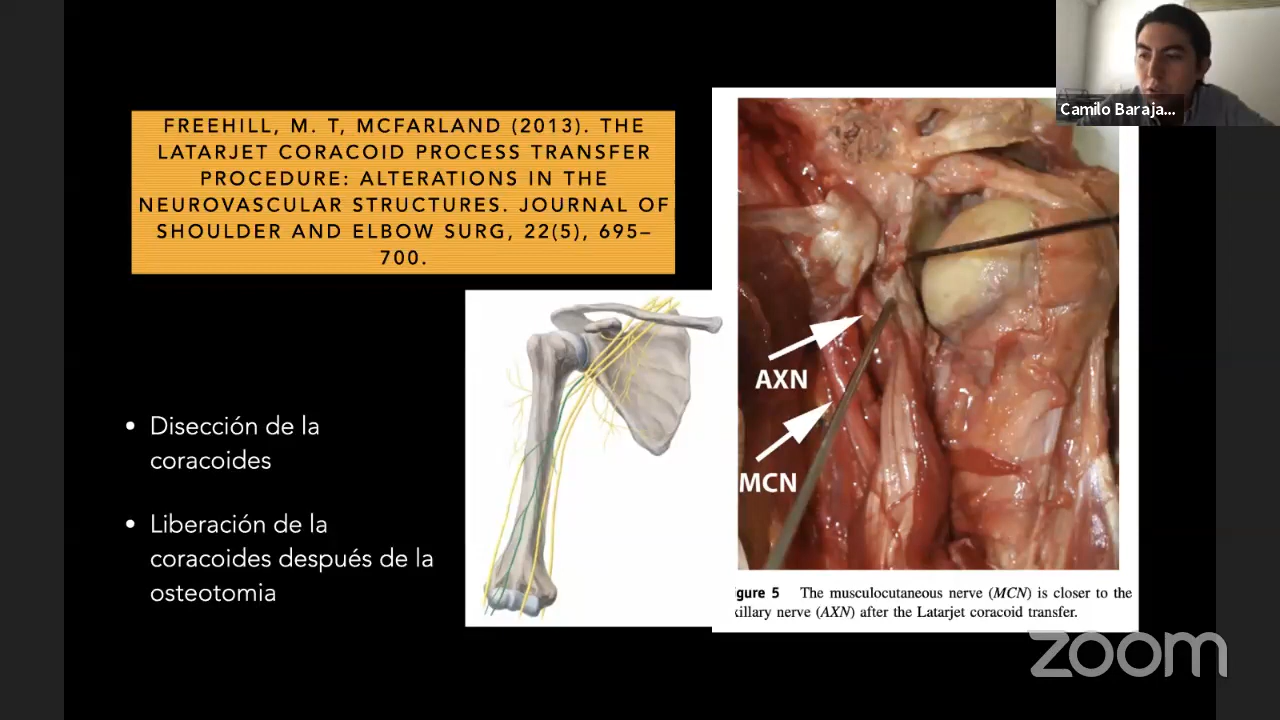 Camilo Baraja...
FREEHILL, M. T, MCFARLAND (2013). THE
LATARJET CORACOID PROCESS TRANSFER
PROCEDURE: ALTERATIONS IN THE
NEUROVASCULAR STRUCTURES. JOURNAL OF
SHOULDER AND ELBOW SURG, 22(5), 695–
700.
• Disección de la
coracoides
• Liberación de la
coracoides después de la
osteotomia
AXN
MCN
igure 5 The musculocutaneous nerve (MCN) is closer to the
xillary nerve (AXN) after the Latarjet coracoid transfer.
zoom